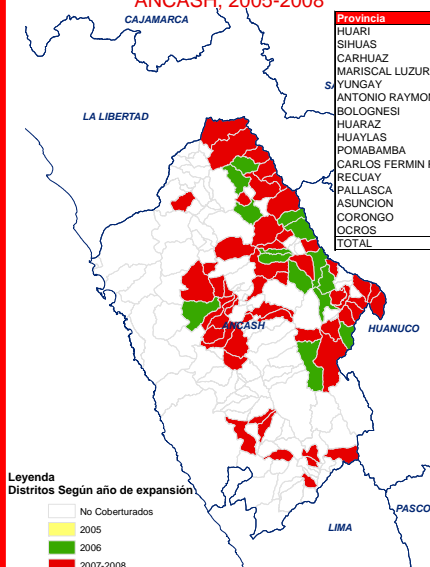 ANCASH, 2005-2008
CAJAMARCA
LA LIBERTAD
Provincia
HUARI
SIHUAS
CARHUAZ
MARISCAL LUZUR
YUNGAY
ANTONIO RAYMON
BOLOGNESI
HUARAZ
HUAYLAS
POMABAMBA
CARLOS FERMIN
RECUAY
PALLASCA
ASUNCION
CORONGO
OCROS
TOTAL
ANCASH
HUANUCO
Leyenda
Distritos Según año de expansión
No Coberturados
2005
2006
2007-2008
LIMA
PASCO